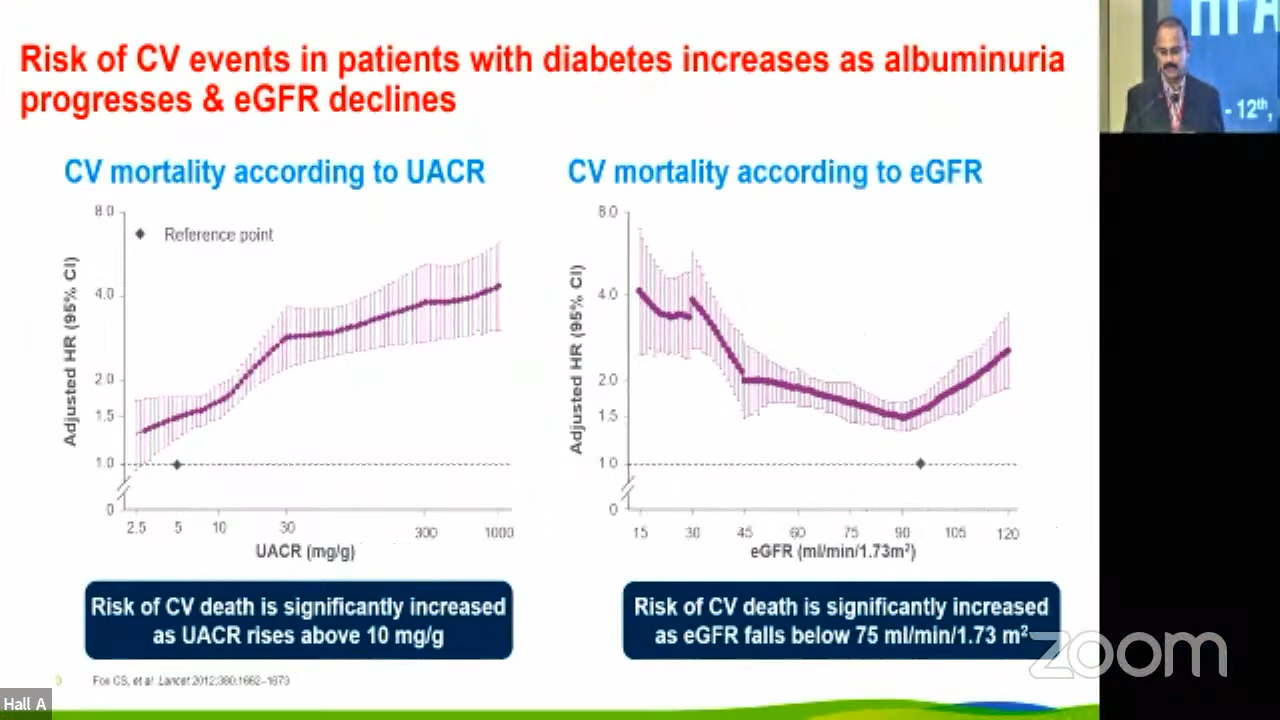 Risk of CV events in patients with diabetes increases as albuminuria
progresses & eGFR declines
CV mortality according to UACR
8.0
4.0
2.0
1.5
1.0
0
Adjusted HR (95% CI)
Reference point
2.5 5 10 30 300 1000
UACR (mg/g)
Risk of CV death is significantly increased
as UACR rises above 10 mg/g
CV mortality according to eGFR
8.0
4.0
2.0
1.5
1.0
0
Adjusted HR (95% CI)
15 30 45 60 75 90 105 120
eGFR (ml/min/1.73m²)
Risk of CV death is significantly increased
as eGFR falls below 75 ml/min/1.73 m²
Fox CS, et al. Lancet 2012;380:1662–1673
Hall A
- 12th,
zoom